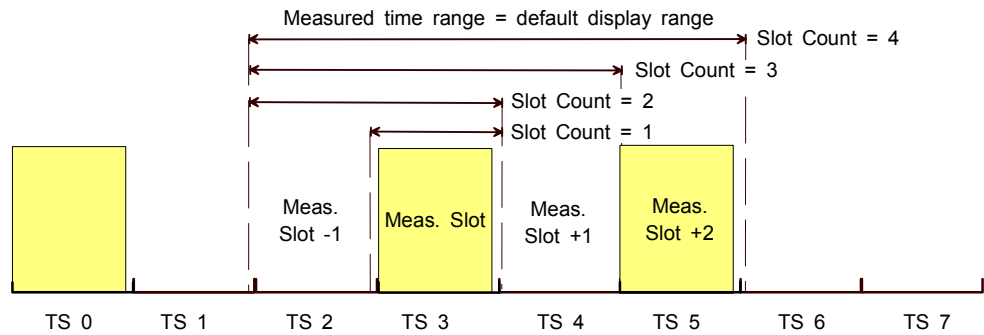 Measured time range = default display range
Slot Count = 4
Slot Count = 3
Slot Count = 2
Slot Count = 1
Meas.
Slot -1
Meas. Slot
Meas.
Slot +1
Meas.
Slot +2
TS 0
TS 1
TS 2
TS 3
TS 4
TS 5
TS 6
TS 7